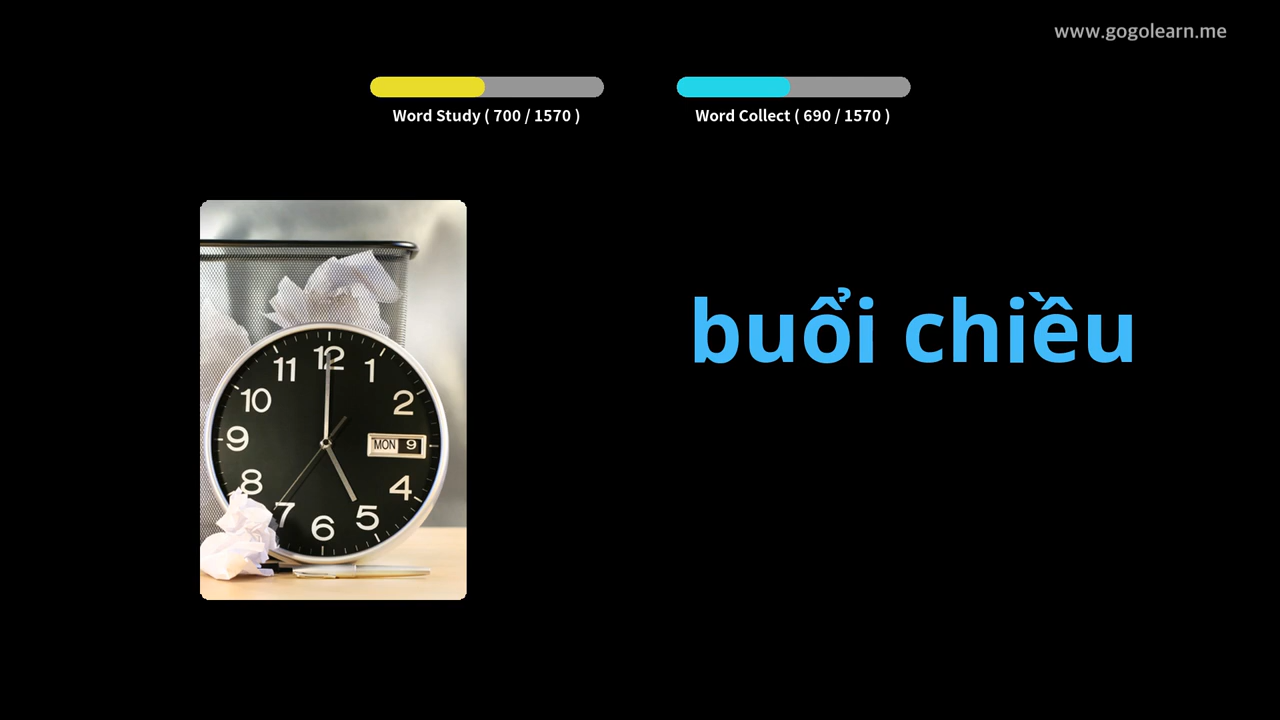 www.gogolearn.me
Word Study ( 700 / 1570 )
Word Collect ( 690 / 1570 )
buổi chiều
12
11
1
10
2
9
MON 9
8
4
7
5
6